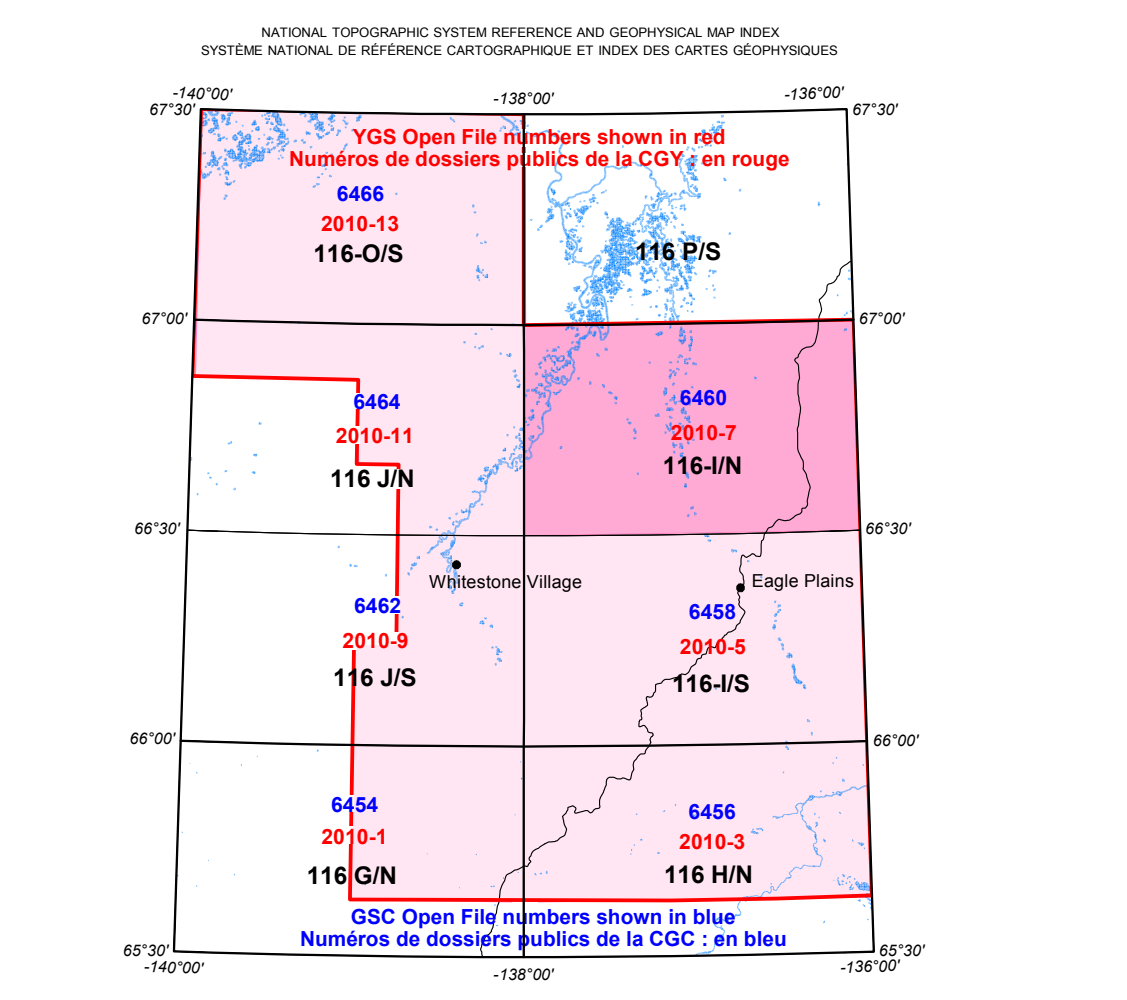 NATIONAL TOPOGRAPHIC SYSTEM REFERENCE AND GEOPHYSICAL MAP INDEX
SYSTÈME NATIONAL DE RÉFÉRENCE CARTOGRAPHIQUE ET INDEX DES CARTES GÉOPHYSIQUES
-140°00' -138°00' -136°00'
67°30' 67°30'
YGS Open File numbers shown in red
Numéros de dossiers publics de la CGY : en rouge
6466
2010-13
116-O/S
116 P/S
67°00' 67°00'
6464
2010-11
116 J/N
6460
2010-7
116-I/N
66°30' 66°30'
Whitestone Village
Eagle Plains
6462
2010-9
116 J/S
6458
2010-5
116-I/S
66°00' 66°00'
6454
2010-1
116 G/N
6456
2010-3
116 H/N
GSC Open File numbers shown in blue
Numéros de dossiers publics de la CGC : en bleu
65°30' 65°30'
-140°00' -138°00' -136°00'